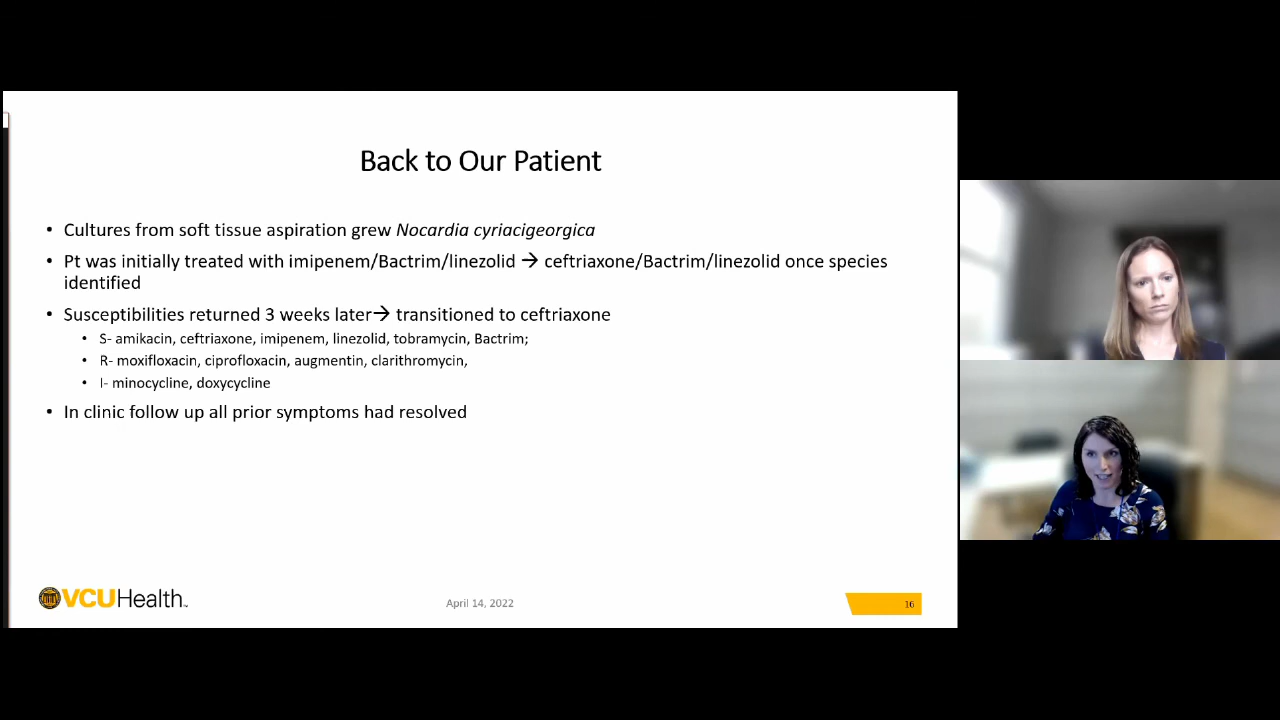 Back to Our Patient
• Cultures from soft tissue aspiration grew Nocardia cyriacigeorgica
• Pt was initially treated with imipenem/Bactrim/linezolid → ceftriaxone/Bactrim/linezolid once species
identified
• Susceptibilities returned 3 weeks later→ transitioned to ceftriaxone
• S- amikacin, ceftriaxone, imipenem, linezolid, tobramycin, Bactrim;
• R- moxifloxacin, ciprofloxacin, augmentin, clarithromycin,
• I- minocycline, doxycycline
• In clinic follow up all prior symptoms had resolved
VCUHealth™
April 14, 2022
16